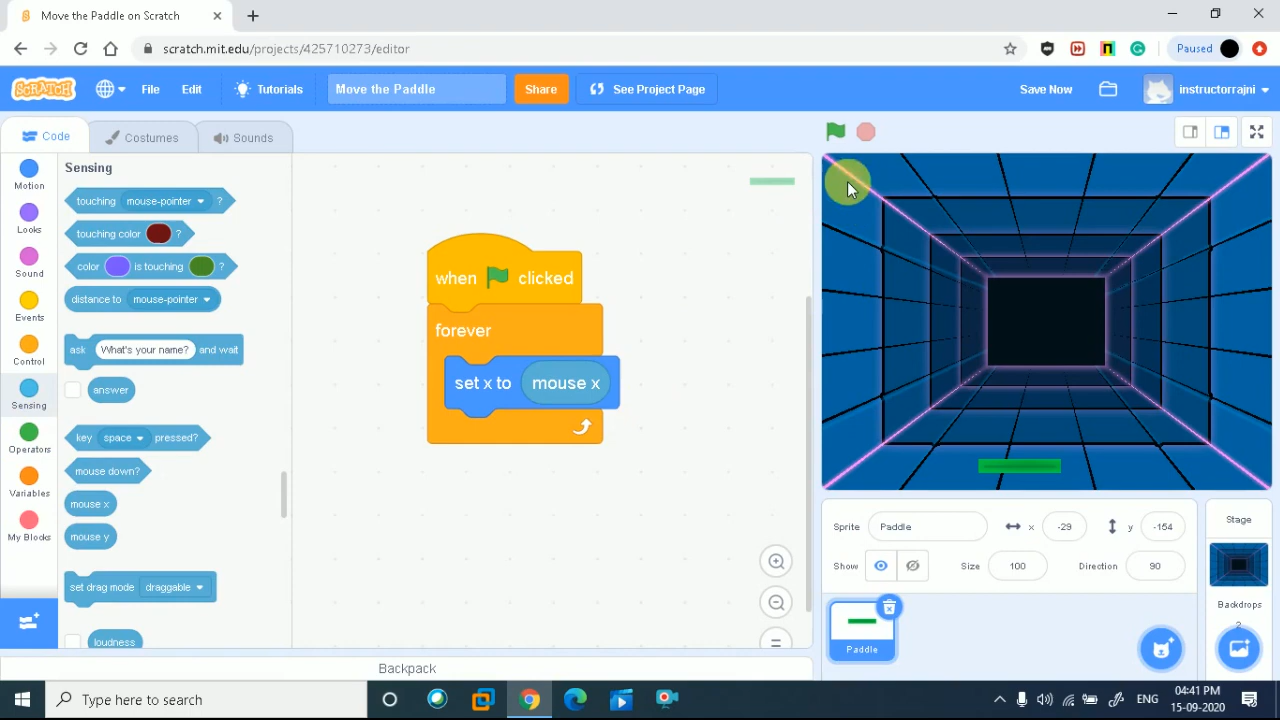 Move the Paddle on Scratch
scratch.mit.edu/projects/425710273/editor
Paused
SCRATCH
File
Edit
Tutorials
Move the Paddle
Share
See Project Page
Save Now
instructorrajni
Code
Costumes
Sounds
Motion
Looks
Sound
Events
Control
Sensing
Operators
Variables
My Blocks
Sensing
touching mouse-pointer ?
touching color ?
color is touching ?
distance to mouse-pointer
ask What's your name? and wait
answer
key space pressed?
mouse down?
mouse x
mouse y
set drag mode draggable
loudness
when clicked
forever
set x to mouse x
Backpack
Sprite Paddle x -29 y -154
Show Size 100 Direction 90
Paddle
Stage
Backdrops
2
Type here to search
ENG
04:41 PM
15-09-2020